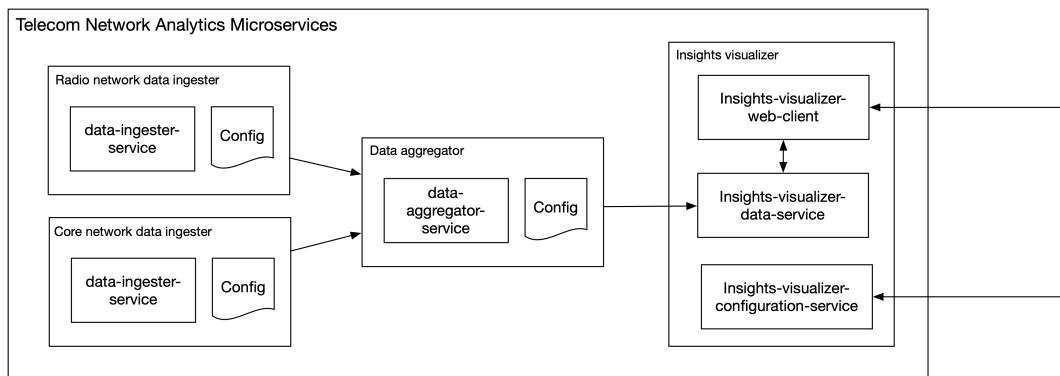 Telecom Network Analytics Microservices
Radio network data ingester
data-ingester-
service
Config
Core network data ingester
data-ingester-
service
Config
Data aggregator
data-
aggregator-
service
Config
Insights visualizer
Insights-visualizer-
web-client
Insights-visualizer-
data-service
Insights-visualizer-
configuration-service